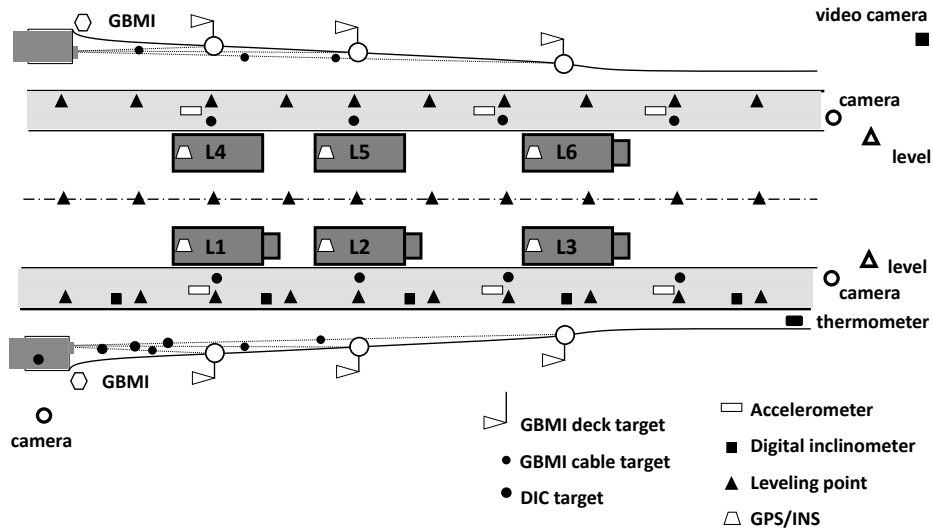 GBMI
video camera
camera
level
L4 L5 L6
L1 L2 L3
level
camera
thermometer
GBMI
camera
GBMI deck target
GBMI cable target
DIC target
Accelerometer
Digital inclinometer
Leveling point
GPS/INS